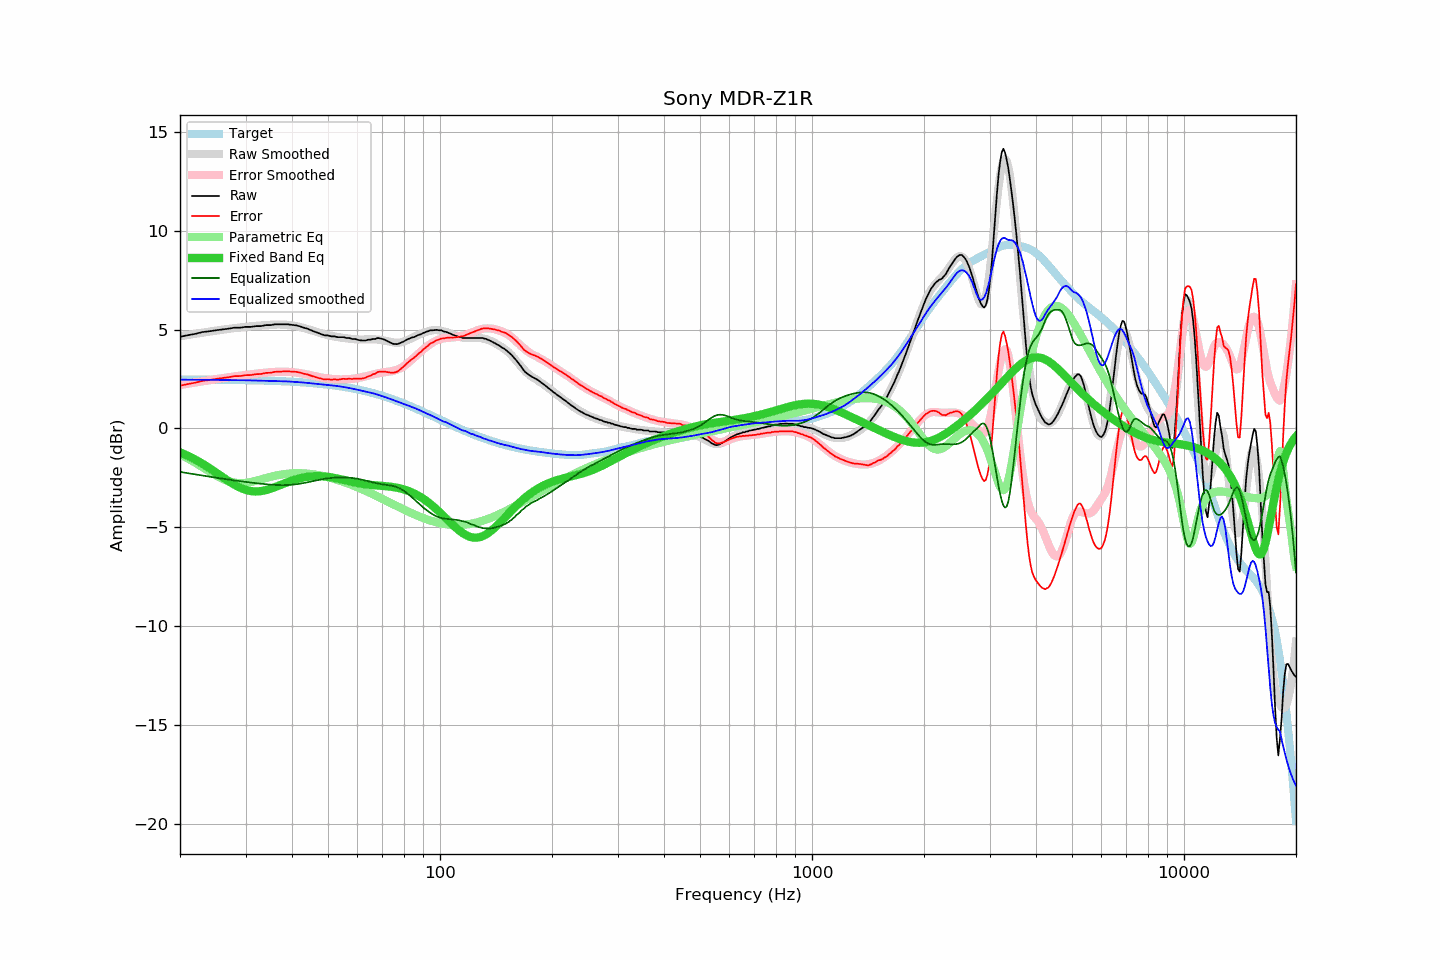 Sony MDR-Z1R
15
10
5
0
−5
−10
−15
−20
Amplitude (dBr)
Target
Raw Smoothed
Error Smoothed
Raw
Error
Parametric Eq
Fixed Band Eq
Equalization
Equalized smoothed
100 1000 10000
Frequency (Hz)